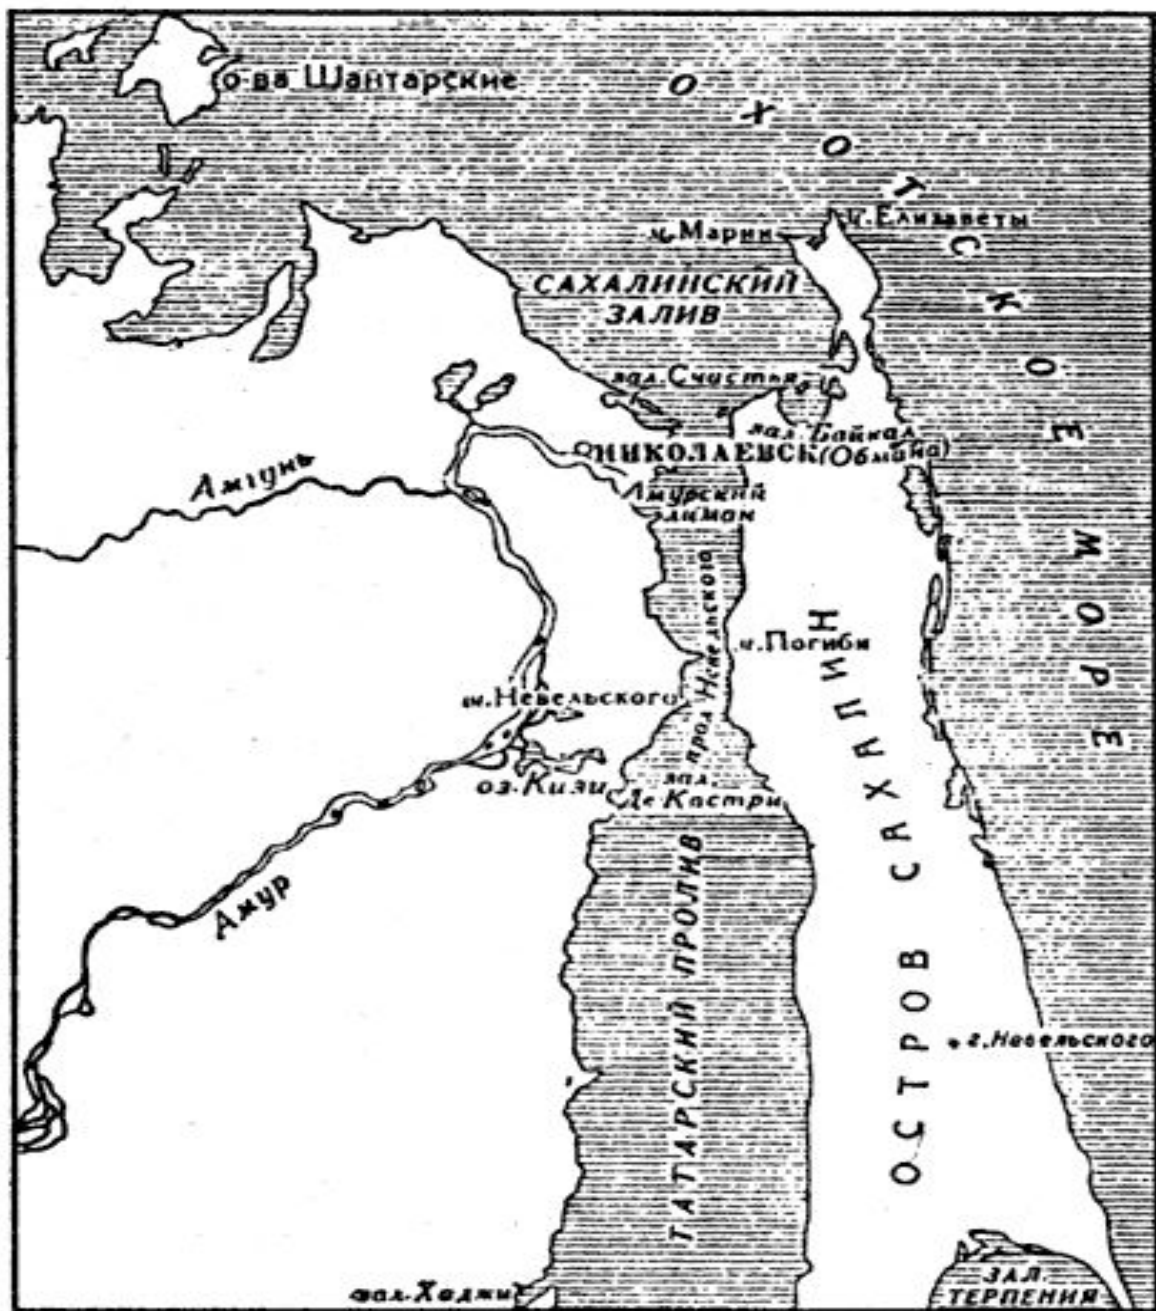 о-ва Шантарские
ОХОТСКОЕ МОРЕ
м. Елизаветы
м. Марии
САХАЛИНСКИЙ
ЗАЛИВ
зал. Счастья
зал. Байкал
НИКОЛАЕВСК (Обмана)
Амгунь
Амурский
лиман
прол Невельского
м. Погиби
м. Невельского
оз. Кизи
зал.
Де Кастри
Амур
ТАТАРСКИЙ ПРОЛИВ
ОСТРОВ САХАЛИН
г. Невельского
зал. Хаджи
ЗАЛ.
ТЕРПЕНИЯ